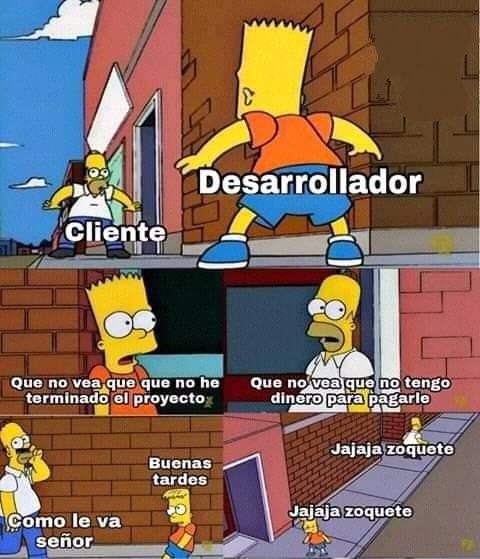 Desarrollador
Cliente
Que no vea que que no he
terminado el proyecto
Que no vea que no tengo
dinero para pagarle
Buenas
tardes
Como le va
señor
Jajaja zoquete
Jajaja zoquete